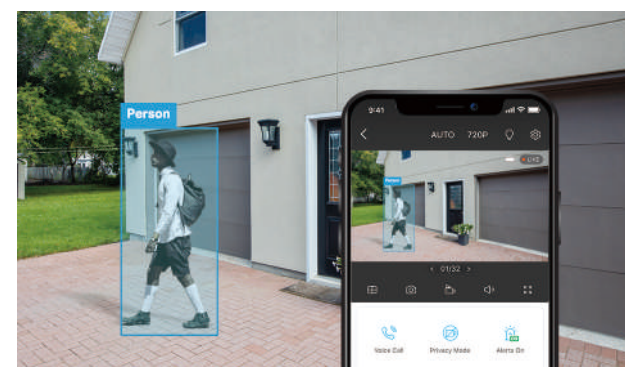 Person
9:41
AUTO 720P
LIVE
Person
< 01/32 >
Voice Call Privacy Mode Alerts On